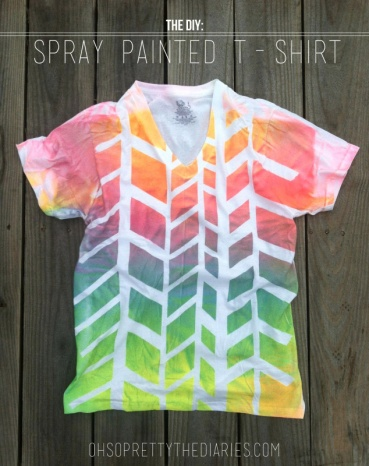 THE DIY:
SPRAY PAINTED T-SHIRT
OHSOPRETTYTHEDIARIES.COM